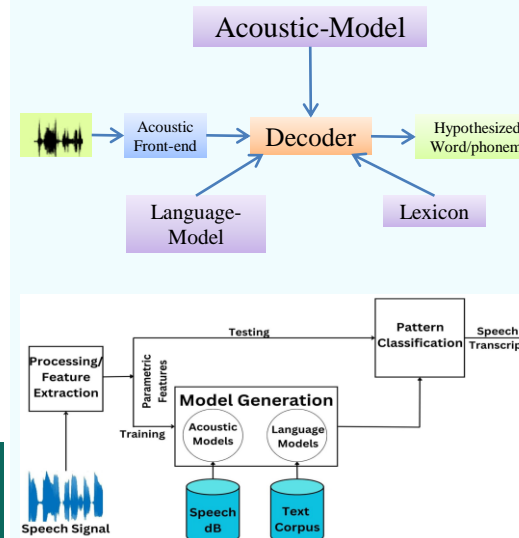 Acoustic-Model
Acoustic
Front-end
Decoder
Hypothesized
Word/phonem
Language-
Model
Lexicon
Testing
Pattern
Classification
Speech
Transcript
Processing/
Feature
Extraction
Parametric
Features
Training
Model Generation
Acoustic
Models
Language
Models
Speech
dB
Text
Corpus
Speech Signal